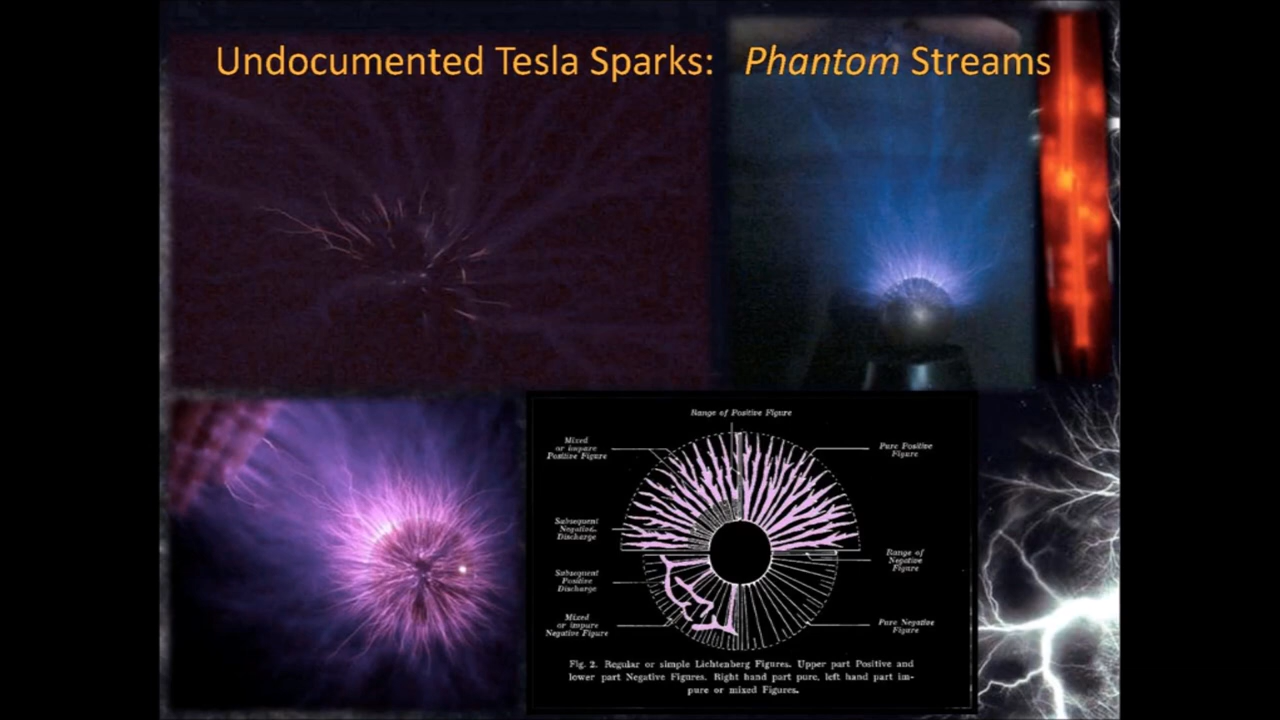 Undocumented Tesla Sparks: Phantom Streams
Range of Positive Figure
Mixed
or impure
Positive Figure
Pure Positive
Figure
Subsequent
Negative
Discharge
Range of
Negative
Figure
Subsequent
Positive
Discharge
Mixed
or impure
Negative Figure
Pure Negative
Figure
Fig. 2. Regular or simple Lichtenberg Figures. Upper part Positive and
lower part Negative Figures. Right hand part pure, left hand part im-
pure or mixed Figures.